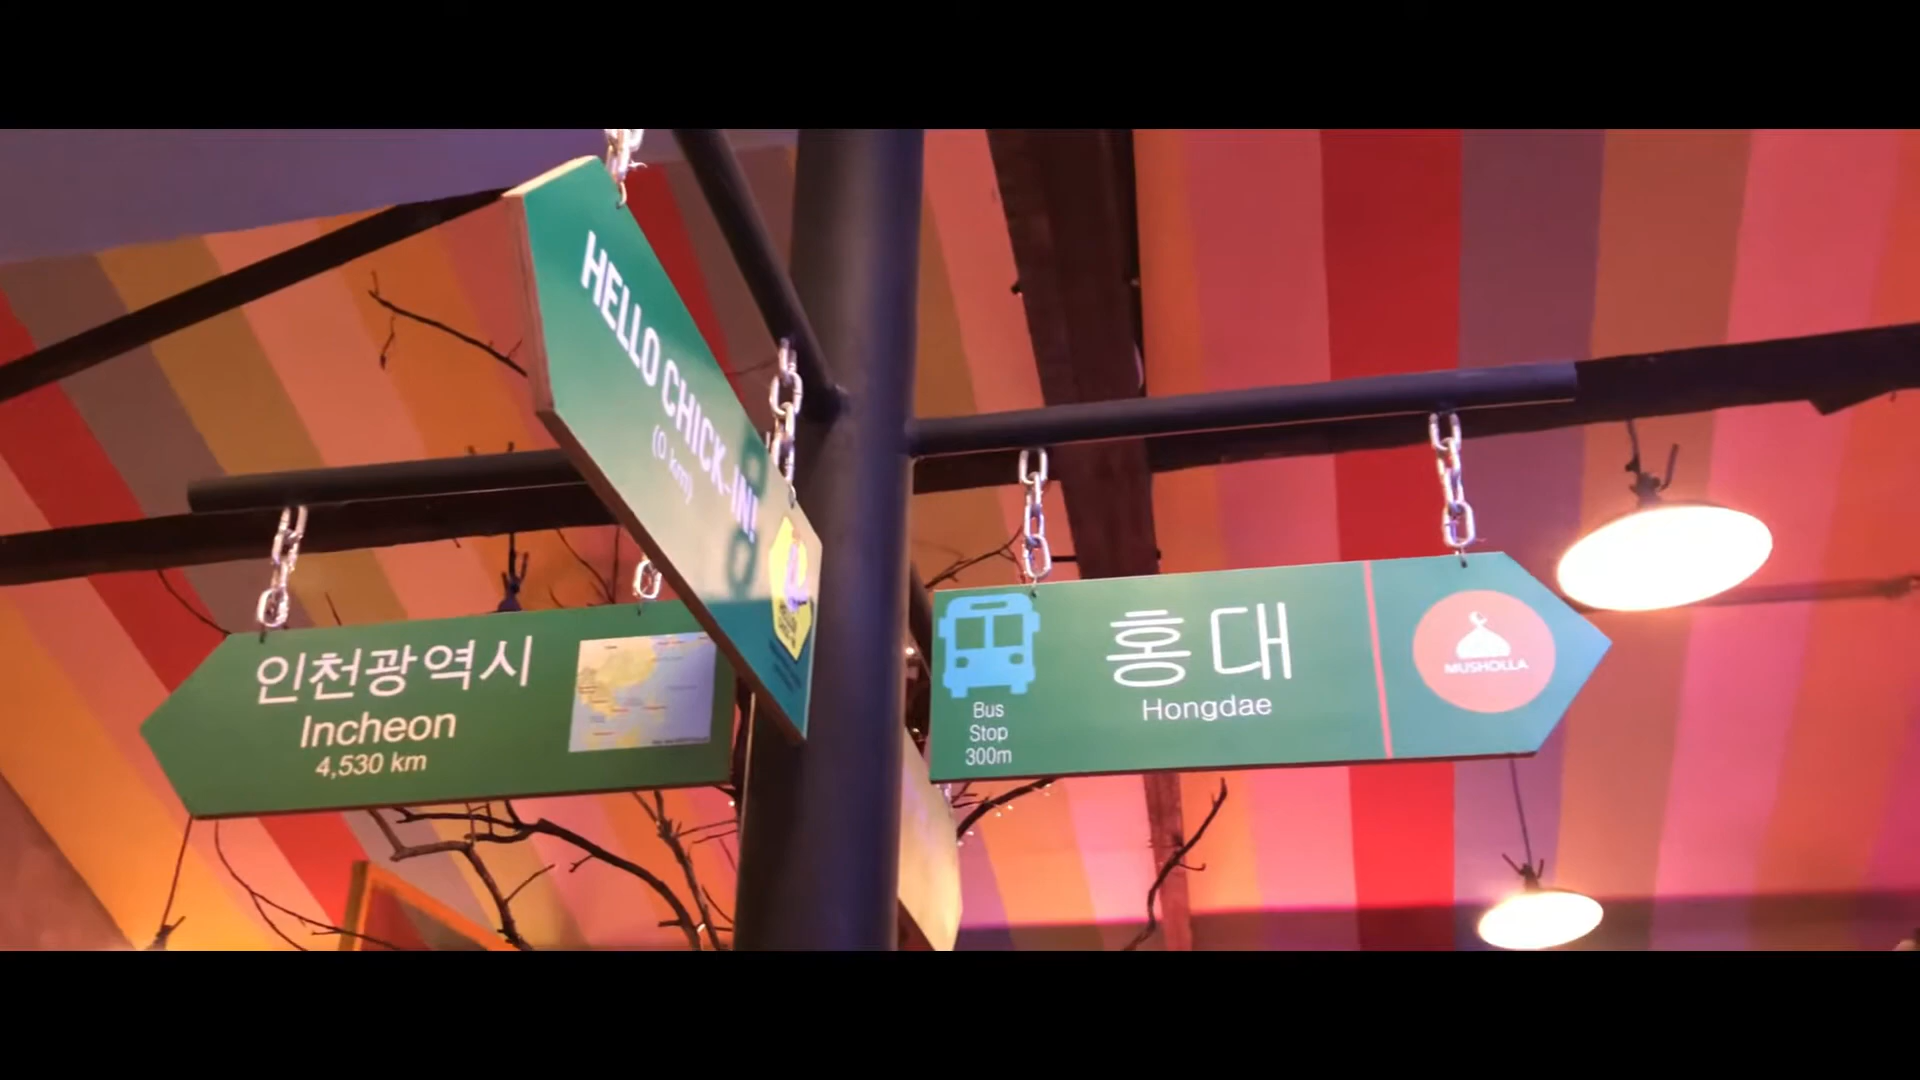 HELLO CHICK-IN!
(0 km)
인천광역시
Incheon
4,530 km
홍대
Hongdae
Bus
Stop
300m
MUSHOLLA